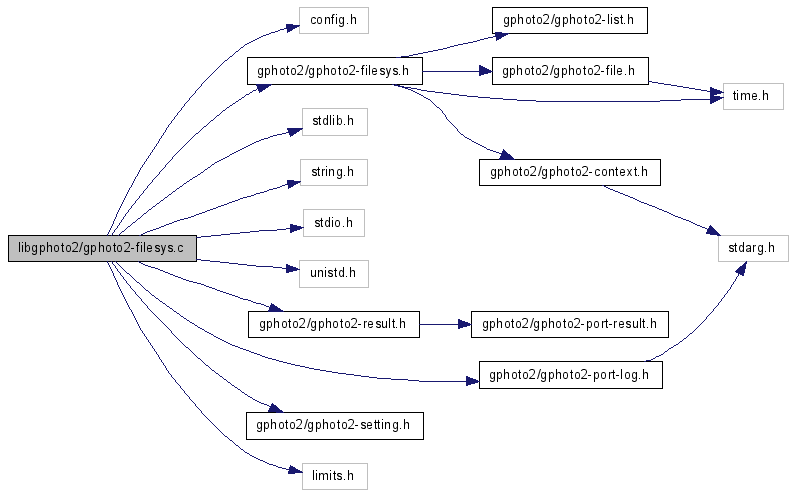 config.h
gphoto2/gphoto2-list.h
gphoto2/gphoto2-filesys.h
gphoto2/gphoto2-file.h
time.h
stdlib.h
string.h
gphoto2/gphoto2-context.h
stdio.h
libgphoto2/gphoto2-filesys.c
stdarg.h
unistd.h
gphoto2/gphoto2-result.h
gphoto2/gphoto2-port-result.h
gphoto2/gphoto2-port-log.h
gphoto2/gphoto2-setting.h
limits.h